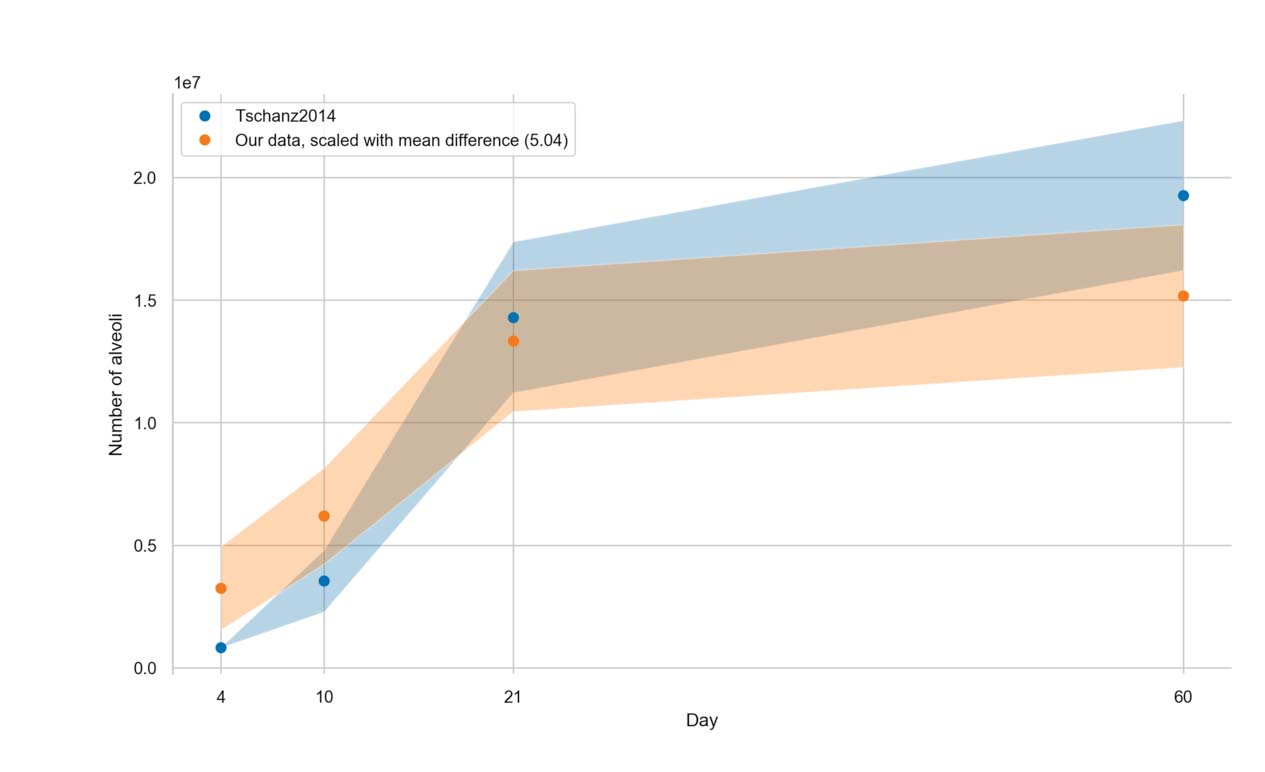 1e7
Tschanz2014
Our data, scaled with mean difference (5.04)
2.0
1.5
1.0
0.5
0.0
Number of alveoli
4 10 21 60
Day